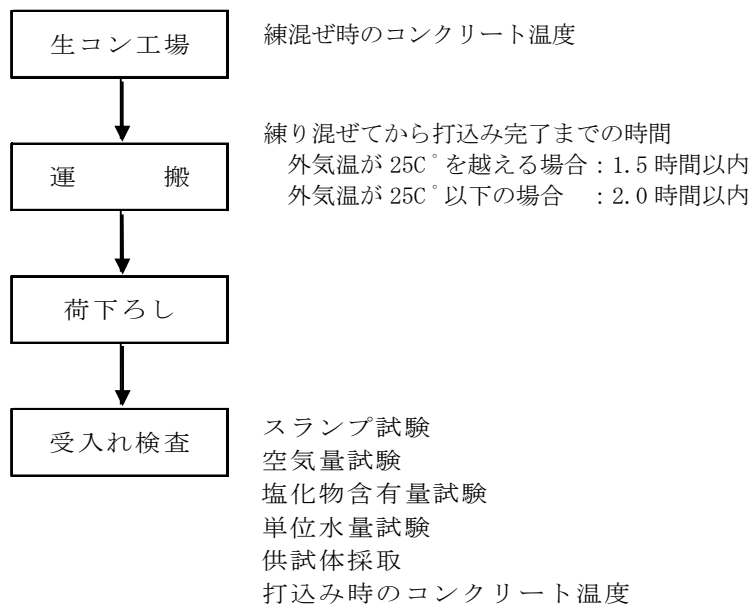 生コン工場
練混ぜ時のコンクリート温度
練り混ぜてから打込み完了までの時間
運　　搬
外気温が 25C°を越える場合：1.5 時間以内
外気温が 25C°以下の場合　：2.0 時間以内
荷下ろし
受入れ検査
スランプ試験
空気量試験
塩化物含有量試験
単位水量試験
供試体採取
打込み時のコンクリート温度